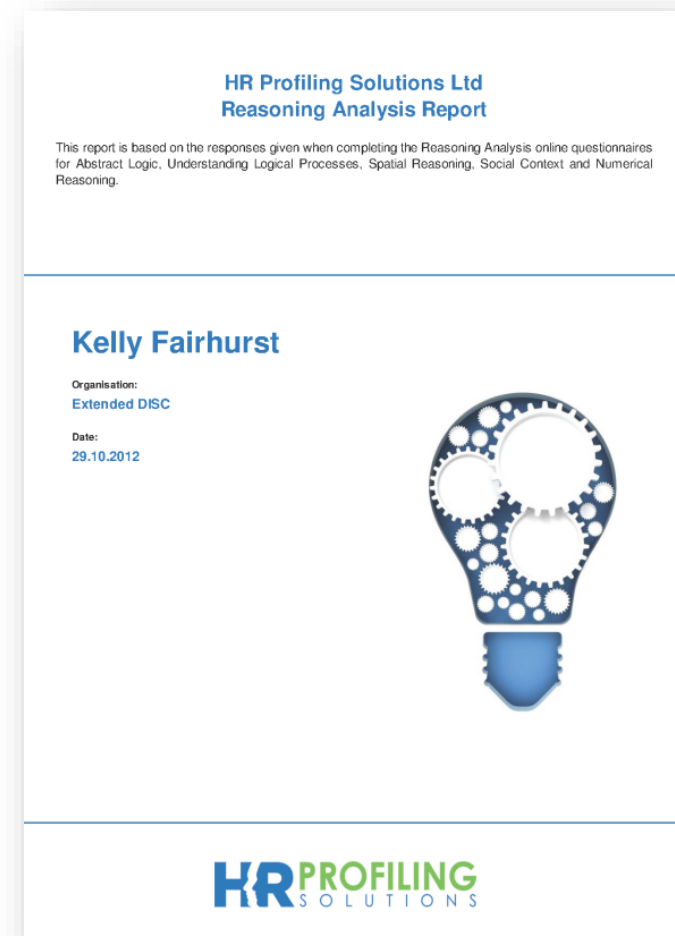 HR Profiling Solutions Ltd
Reasoning Analysis Report
This report is based on the responses given when completing the Reasoning Analysis online questionnaires
for Abstract Logic, Understanding Logical Processes, Spatial Reasoning, Social Context and Numerical
Reasoning.
Kelly Fairhurst
Organisation:
Extended DISC
Date:
29.10.2012
HR PROFILING
SOLUTIONS